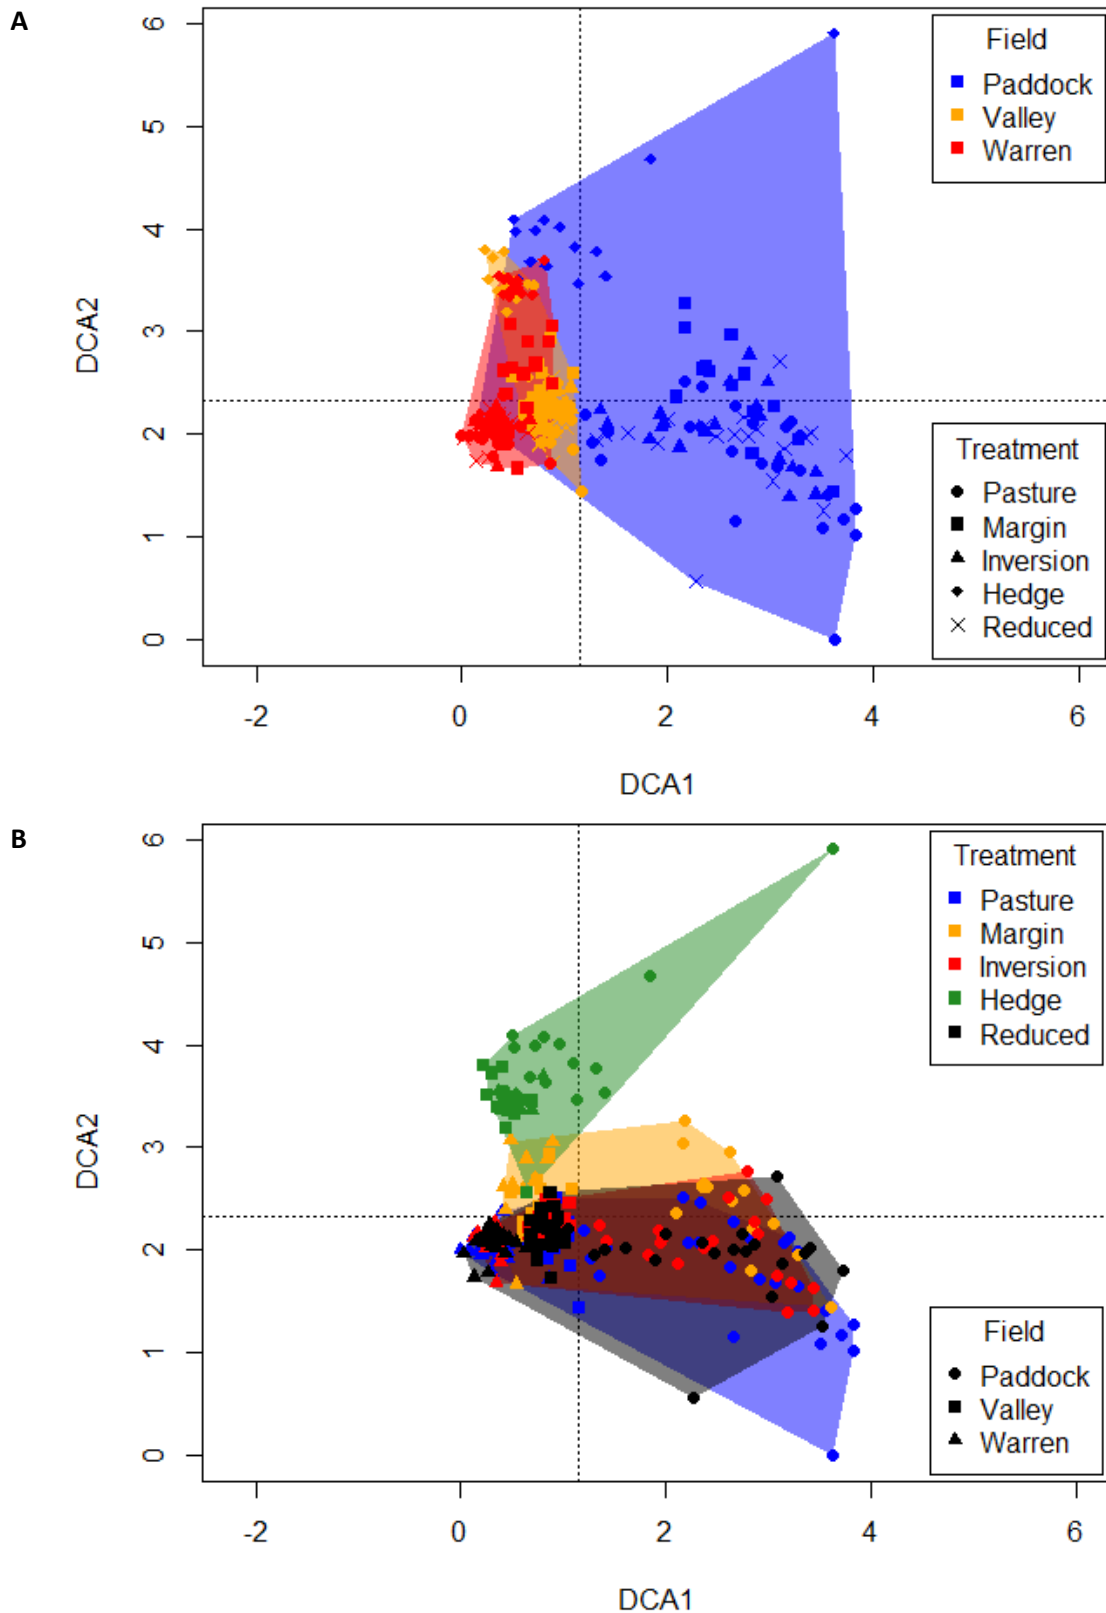 A
Field
Paddock
Valley
Warren
Treatment
Pasture
Margin
Inversion
Hedge
Reduced
6
5
4
3
2
1
0
DCA2
-2 0 2 4 6
DCA1
B
Treatment
Pasture
Margin
Inversion
Hedge
Reduced
Field
Paddock
Valley
Warren
6
5
4
3
2
1
0
DCA2
-2 0 2 4 6
DCA1